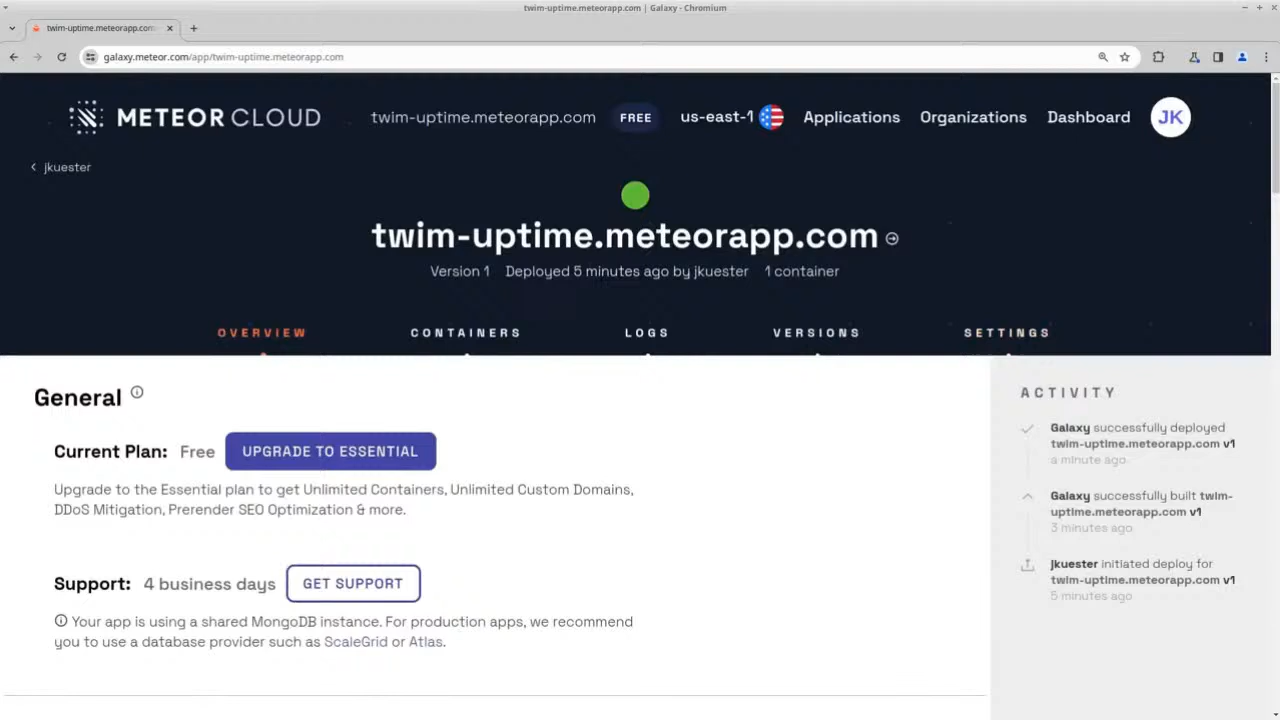 twim-uptime.meteorapp.com | Galaxy - Chromium
twim-uptime.meteorapp.com
galaxy.meteor.com/app/twim-uptime.meteorapp.com
METEOR CLOUD
twim-uptime.meteorapp.com FREE us-east-1 Applications Organizations Dashboard JK
jkuester
twim-uptime.meteorapp.com
Version 1 Deployed 5 minutes ago by jkuester 1 container
OVERVIEW CONTAINERS LOGS VERSIONS SETTINGS
General
Current Plan: Free UPGRADE TO ESSENTIAL
Upgrade to the Essential plan to get Unlimited Containers, Unlimited Custom Domains,
DDoS Mitigation, Prerender SEO Optimization & more.
Support: 4 business days GET SUPPORT
Your app is using a shared MongoDB instance. For production apps, we recommend
you to use a database provider such as ScaleGrid or Atlas.
ACTIVITY
Galaxy successfully deployed
twim-uptime.meteorapp.com v1
a minute ago
Galaxy successfully built twim-
uptime.meteorapp.com v1
3 minutes ago
jkuester initiated deploy for
twim-uptime.meteorapp.com v1
5 minutes ago